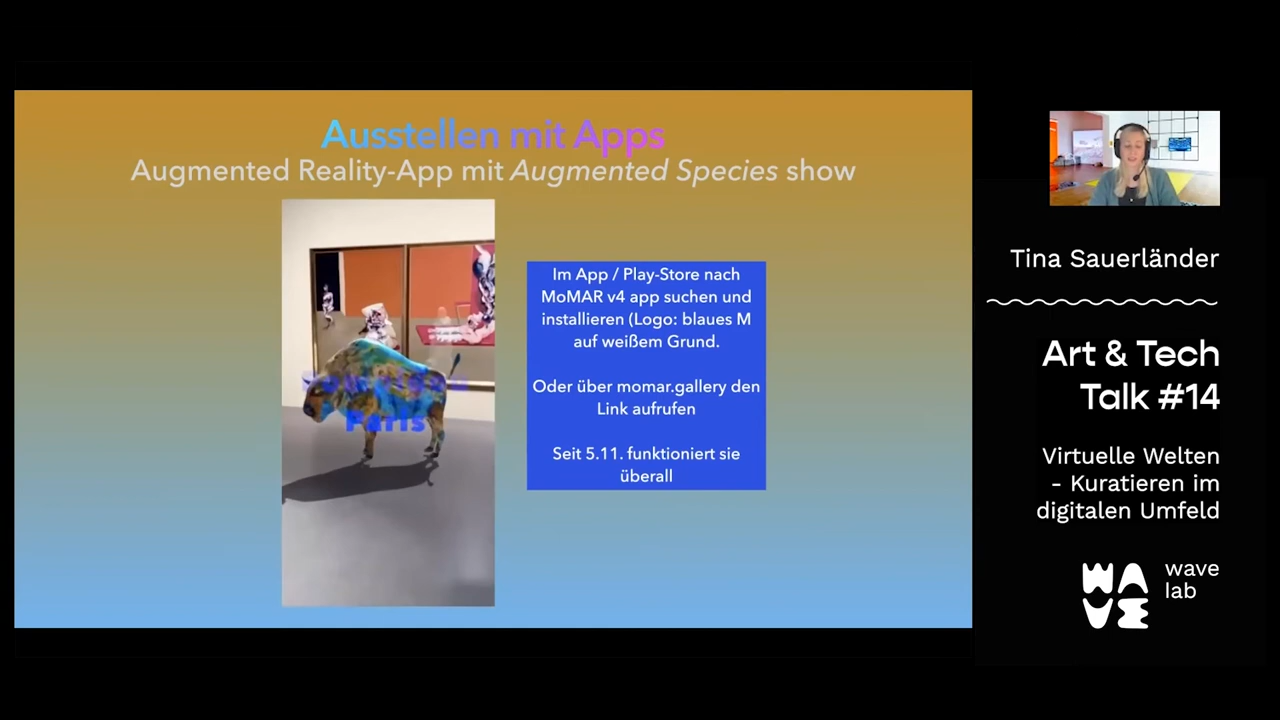 Ausstellen mit Apps
Augmented Reality-App mit Augmented Species show
Paris
Im App / Play-Store nach
MoMAR v4 app suchen und
installieren (Logo: blaues M
auf weißem Grund.
Oder über momar.gallery den
Link aufrufen
Seit 5.11. funktioniert sie
überall
Tina Sauerländer
Art & Tech
Talk #14
Virtuelle Welten
- Kuratieren im
digitalen Umfeld
WAVE
wave
lab